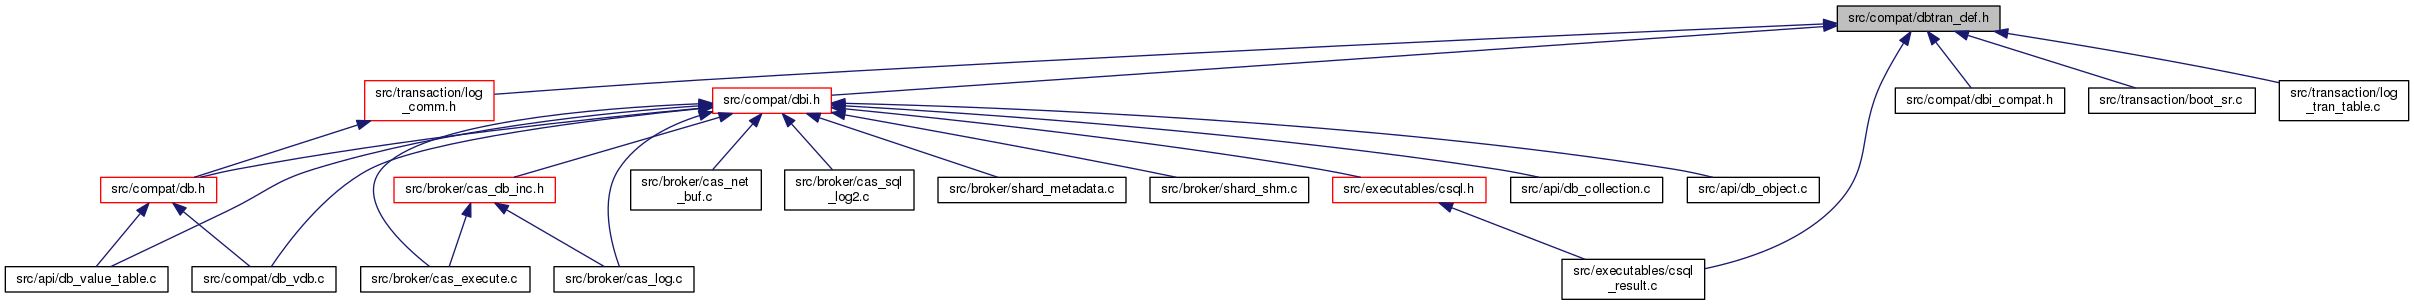 src/compat/dbtran_def.h
src/transaction/log
_comm.h
src/compat/dbi.h
src/compat/dbi_compat.h
src/transaction/boot_sr.c
src/transaction/log
_tran_table.c
src/compat/db.h
src/broker/cas_db_inc.h
src/broker/cas_net
_buf.c
src/broker/cas_sql
_log2.c
src/broker/shard_metadata.c
src/broker/shard_shm.c
src/executables/csql.h
src/api/db_collection.c
src/api/db_object.c
src/api/db_value_table.c
src/compat/db_vdb.c
src/broker/cas_execute.c
src/broker/cas_log.c
src/executables/csql
_result.c